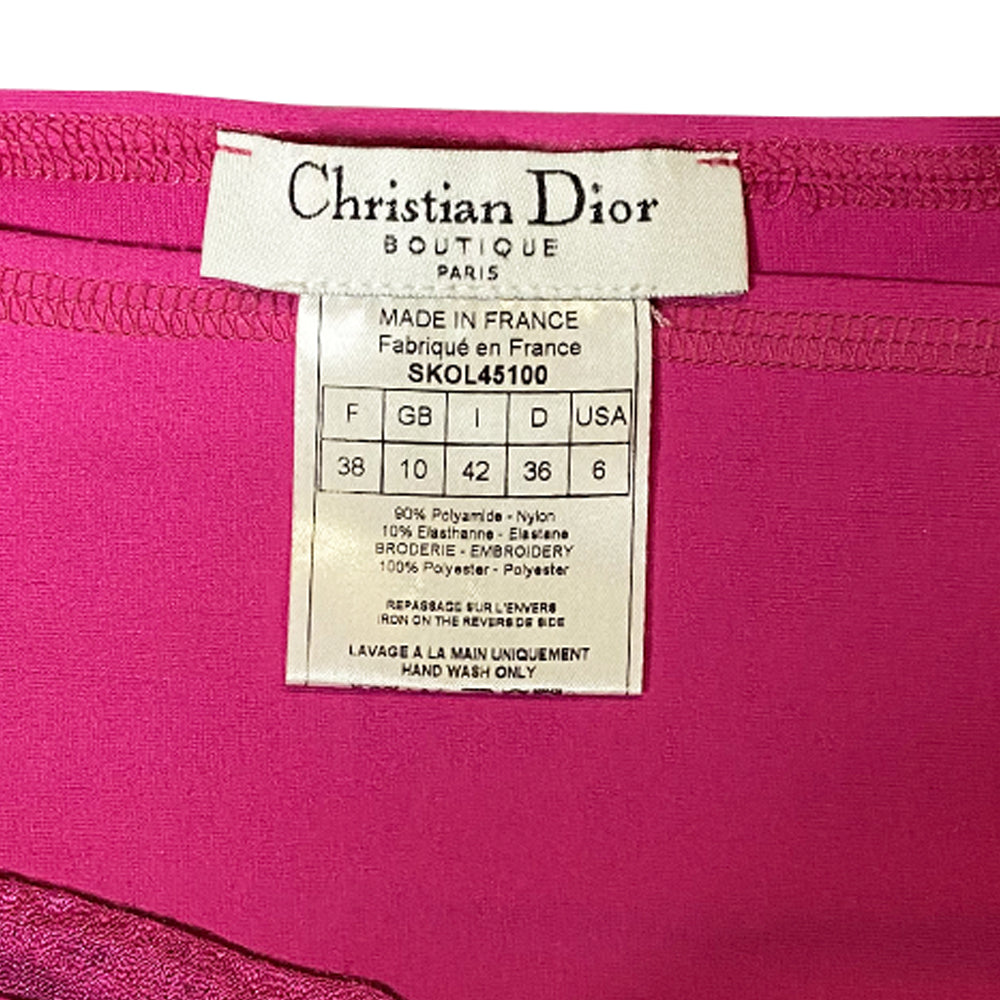 Christian Dior
BOUTIQUE
PARIS
MADE IN FRANCE
Fabriqué en France
SKOL45100
F GB I D USA
38 10 42 36 6
90% Polyamide - Nylon
10% Elasthanne - Elastane
BRODERIE - EMBROIDERY
100% Polyester - Polyester
REPASSAGE SUR L'ENVERS
IRON ON THE REVERSE SIDE
LAVAGE A LA MAIN UNIQUEMENT
HAND WASH ONLY